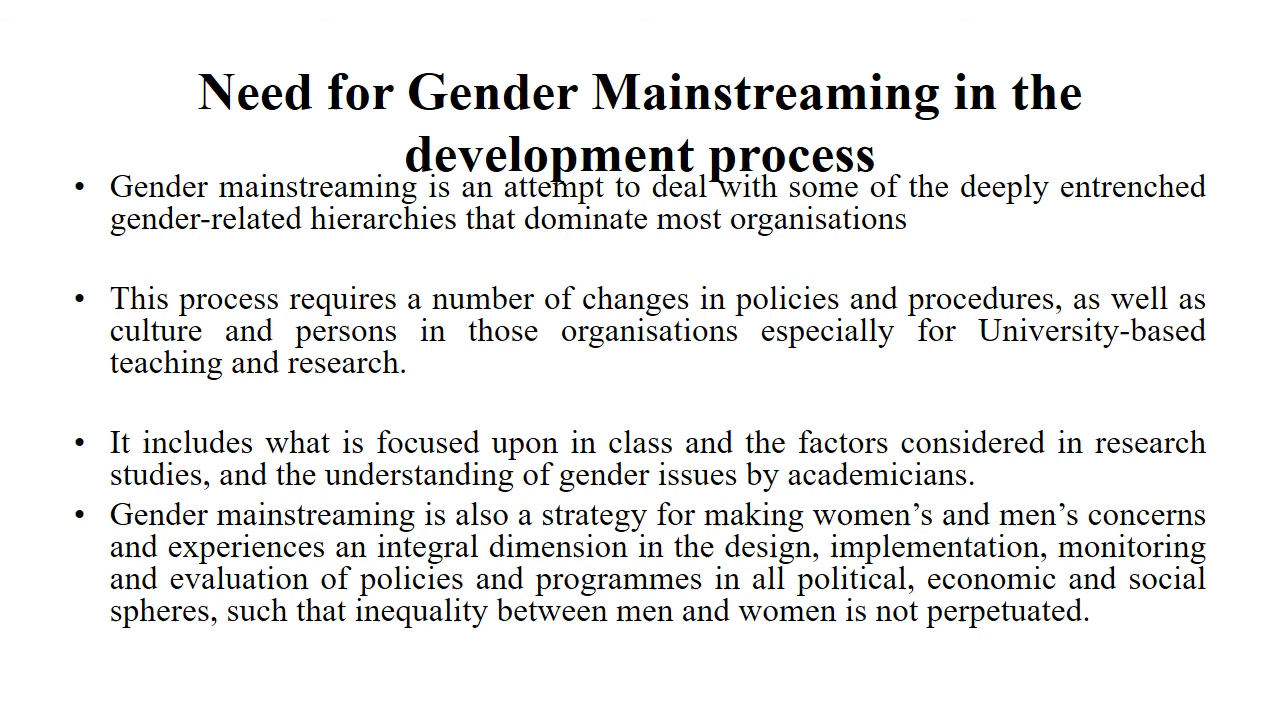 Need for Gender Mainstreaming in the
development process
• Gender mainstreaming is an attempt to deal with some of the deeply entrenched
gender-related hierarchies that dominate most organisations
• This process requires a number of changes in policies and procedures, as well as
culture and persons in those organisations especially for University-based
teaching and research.
• It includes what is focused upon in class and the factors considered in research
studies, and the understanding of gender issues by academicians.
• Gender mainstreaming is also a strategy for making women’s and men’s concerns
and experiences an integral dimension in the design, implementation, monitoring
and evaluation of policies and programmes in all political, economic and social
spheres, such that inequality between men and women is not perpetuated.